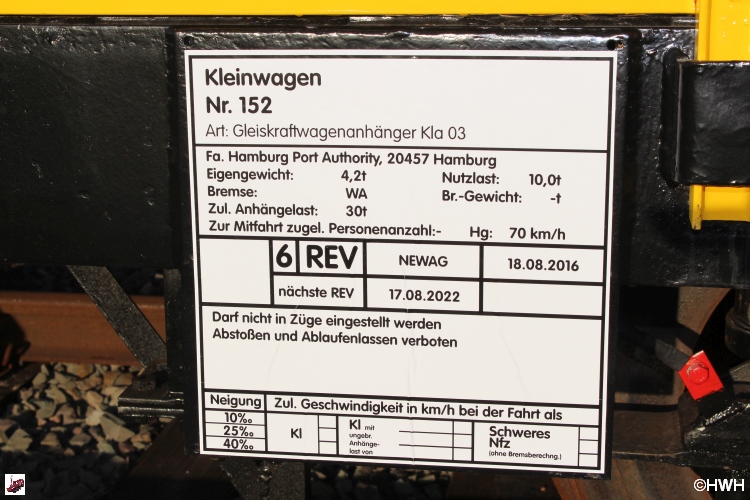 Kleinwagen
Nr. 152
Art: Gleiskraftwagenanhänger Kla 03
Fa. Hamburg Port Authority, 20457 Hamburg
Eigengewicht: 4,2t Nutzlast: 10,0t
Bremse: WA Br.-Gewicht: -t
Zul. Anhängelast: 30t
Zur Mitfahrt zugel. Personenanzahl:- Hg: 70 km/h
6 REV NEWAG 18.08.2016
nächste REV 17.08.2022
Darf nicht in Züge eingestellt werden
Abstoßen und Ablaufenlassen verboten
Neigung Zul. Geschwindigkeit in km/h bei der Fahrt als
10‰
25‰
40‰
Kl
Kl mit
ungebr.
Anhänge-
last von
Schweres
Nfz
(ohne Bremsberechng.)
©HWH